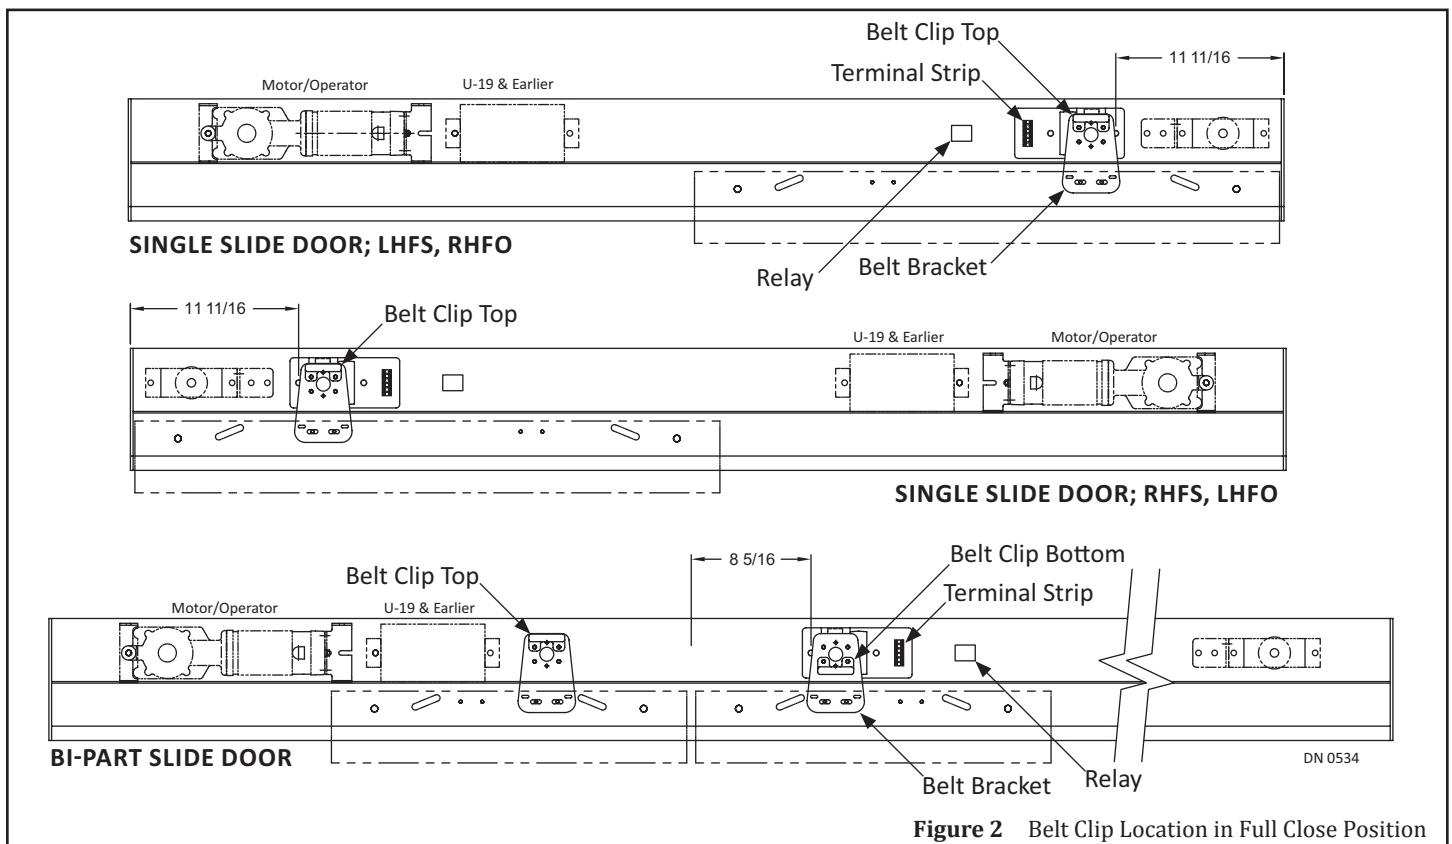 Belt Clip Top
11 11/16
Terminal Strip
Motor/Operator
U-19 & Earlier
SINGLE SLIDE DOOR; LHFS, RHFO
Relay
Belt Bracket
11 11/16
Belt Clip Top
U-19 & Earlier
Motor/Operator
SINGLE SLIDE DOOR; RHFS, LHFO
8 5/16
Belt Clip Bottom
Belt Clip Top
Terminal Strip
Motor/Operator
U-19 & Earlier
BI-PART SLIDE DOOR
DN 0534
Belt Bracket
Relay
Figure 2 Belt Clip Location in Full Close Position